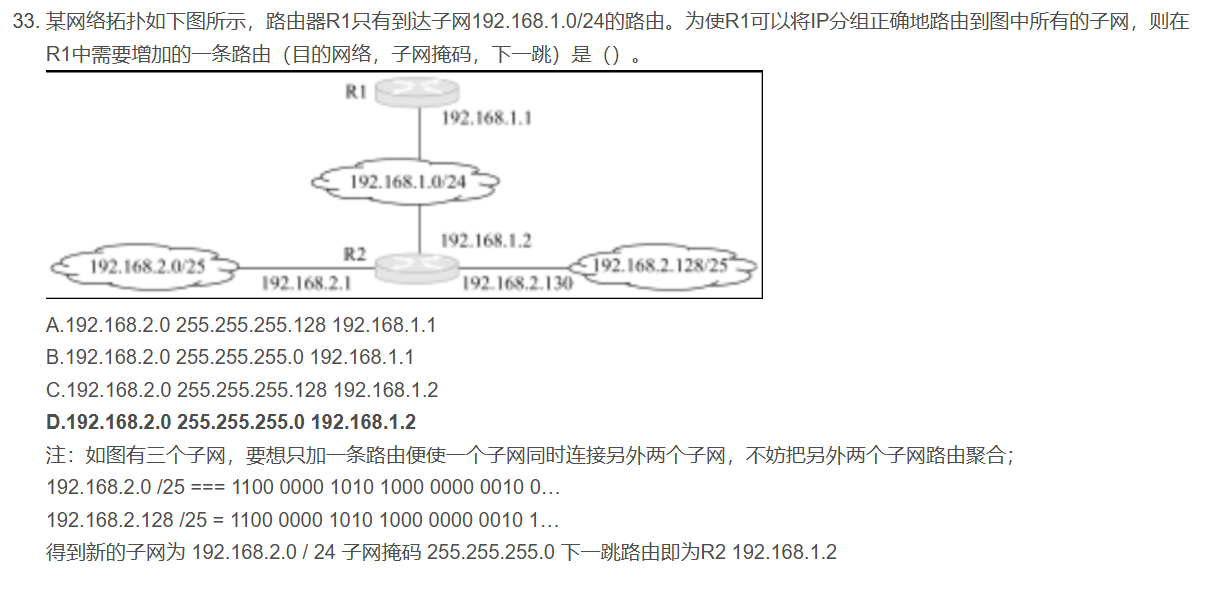 33. 某网络拓扑如下图所示，路由器R1只有到达子网192.168.1.0/24的路由。为使R1可以将IP分组正确地路由到图中所有的子网，则在
R1中需要增加的一条路由（目的网络，子网掩码，下一跳）是（）。
R1
192.168.1.1
192.168.1.0/24
192.168.1.2
R2
192.168.2.0/25
192.168.2.128/25
192.168.2.1
192.168.2.130
A.192.168.2.0 255.255.255.128 192.168.1.1
B.192.168.2.0 255.255.255.0 192.168.1.1
C.192.168.2.0 255.255.255.128 192.168.1.2
D.192.168.2.0 255.255.255.0 192.168.1.2
注：如图有三个子网，要想只加一条路由便使一个子网同时连接另外两个子网，不妨把另外两个子网路由聚合；
192.168.2.0 /25 === 1100 0000 1010 1000 0000 0010 0…
192.168.2.128 /25 = 1100 0000 1010 1000 0000 0010 1…
得到新的子网为 192.168.2.0 / 24 子网掩码 255.255.255.0 下一跳路由即为R2 192.168.1.2